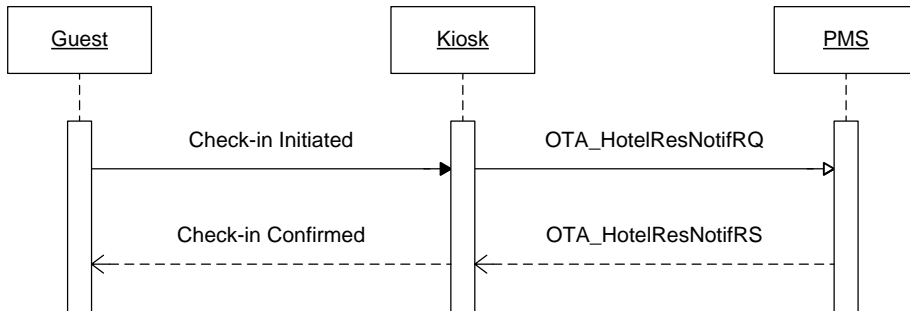 Guest
Kiosk
PMS
Check-in Initiated
OTA_HotelResNotifRQ
Check-in Confirmed
OTA_HotelResNotifRS